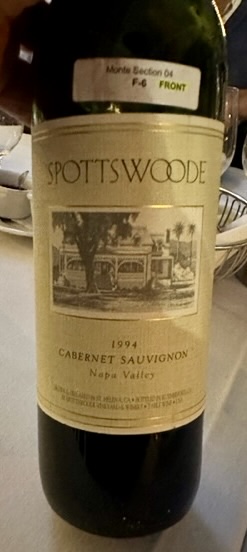 Monte Section 04
F-6 FRONT
SPOTTSWOODE
1994
CABERNET SAUVIGNON
Napa Valley